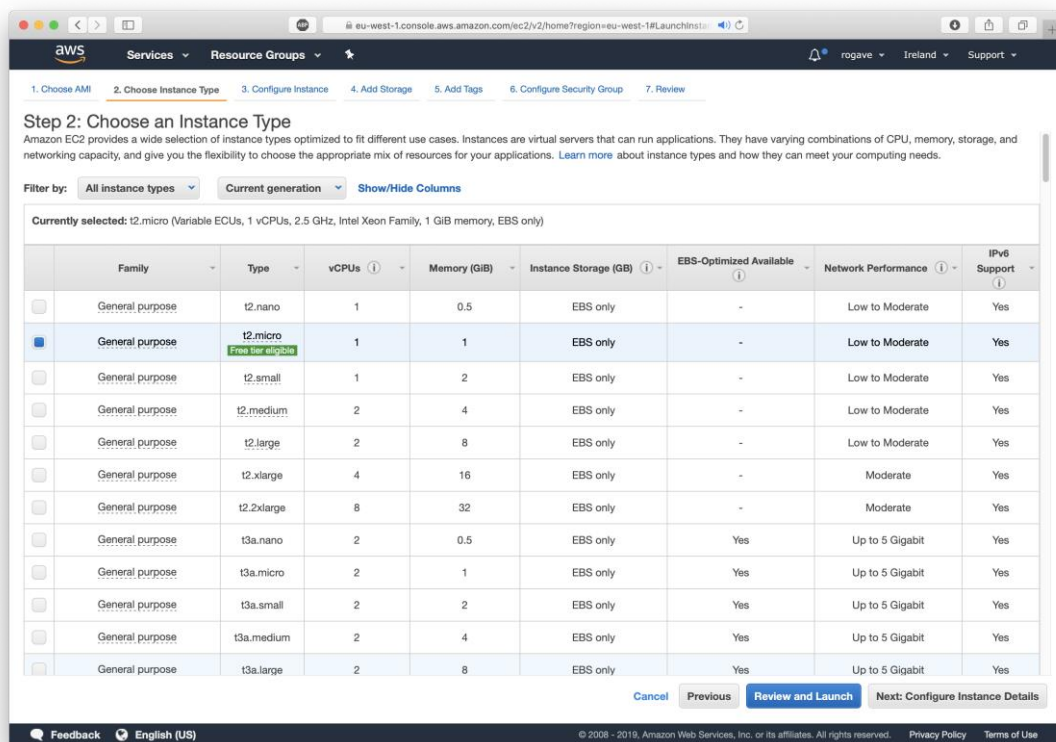 ABP
eu-west-1.console.aws.amazon.com/ec2/v2/home?region=eu-west-1#LaunchInstan
aws
Services
Resource Groups
rogave
Ireland
Support
1. Choose AMI
2. Choose Instance Type
3. Configure Instance
4. Add Storage
5. Add Tags
6. Configure Security Group
7. Review
Step 2: Choose an Instance Type
Amazon EC2 provides a wide selection of instance types optimized to fit different use cases. Instances are virtual servers that can run applications. They have varying combinations of CPU, memory, storage, and
networking capacity, and give you the flexibility to choose the appropriate mix of resources for your applications. Learn more about instance types and how they can meet your computing needs.
Filter by: All instance types Current generation Show/Hide Columns
Currently selected: t2.micro (Variable ECUs, 1 vCPUs, 2.5 GHz, Intel Xeon Family, 1 GiB memory, EBS only)
Family Type vCPUs Memory (GiB) Instance Storage (GB) EBS-Optimized Available Network Performance IPv6 Support
General purpose t2.nano 1 0.5 EBS only - Low to Moderate Yes
General purpose t2.micro Free tier eligible 1 1 EBS only - Low to Moderate Yes
General purpose t2.small 1 2 EBS only - Low to Moderate Yes
General purpose t2.medium 2 4 EBS only - Low to Moderate Yes
General purpose t2.large 2 8 EBS only - Low to Moderate Yes
General purpose t2.xlarge 4 16 EBS only - Moderate Yes
General purpose t2.2xlarge 8 32 EBS only - Moderate Yes
General purpose t3a.nano 2 0.5 EBS only Yes Up to 5 Gigabit Yes
General purpose t3a.micro 2 1 EBS only Yes Up to 5 Gigabit Yes
General purpose t3a.small 2 2 EBS only Yes Up to 5 Gigabit Yes
General purpose t3a.medium 2 4 EBS only Yes Up to 5 Gigabit Yes
General purpose t3a.large 2 8 EBS only Yes Up to 5 Gigabit Yes
Cancel Previous Review and Launch Next: Configure Instance Details
Feedback English (US) © 2008 - 2019, Amazon Web Services, Inc. or its affiliates. All rights reserved. Privacy Policy Terms of Use